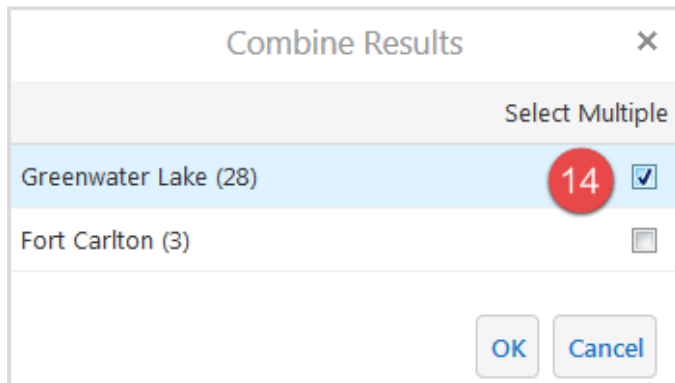 Combine Results ×
Select Multiple
Greenwater Lake (28) 14
Fort Carlton (3)
OK Cancel